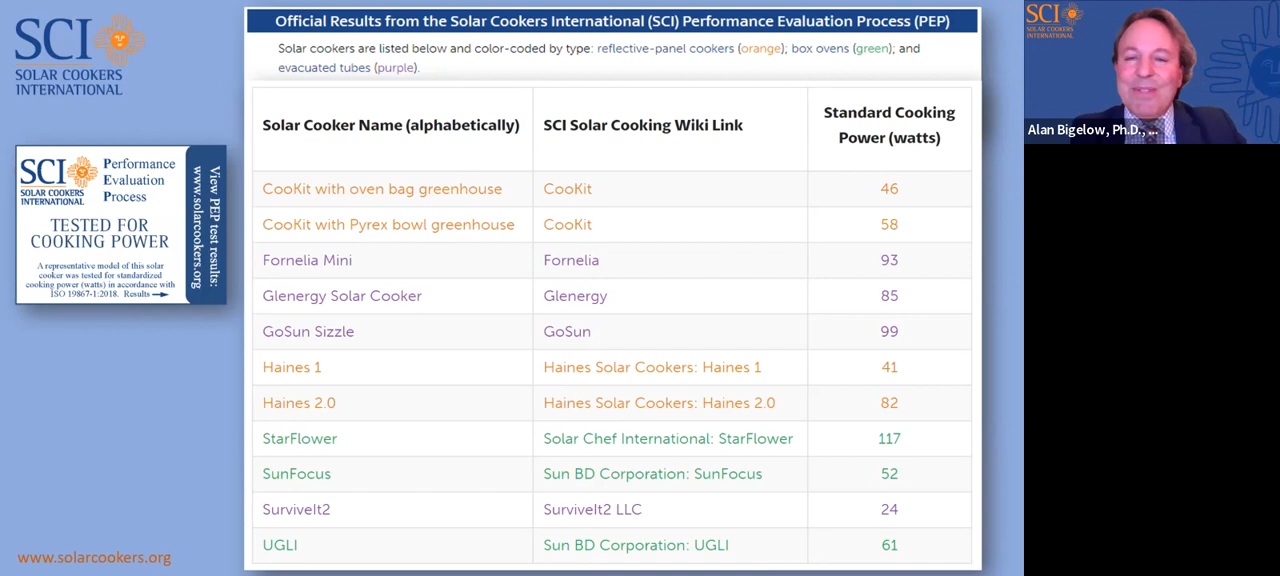 SCI
SOLAR COOKERS
INTERNATIONAL
SCI
SOLAR COOKERS
INTERNATIONAL
Performance
Evaluation
Process
TESTED FOR
COOKING POWER
A representative model of this solar
cooker was tested for standardized
cooking power (watts) in accordance with
ISO 19867-1:2018. Results
View PEP test results:
www.solarcookers.org
www.solarcookers.org
Official Results from the Solar Cookers International (SCI) Performance Evaluation Process (PEP)
Solar cookers are listed below and color-coded by type: reflective-panel cookers (orange); box ovens (green); and
evacuated tubes (purple).
Solar Cooker Name (alphabetically) SCI Solar Cooking Wiki Link Standard Cooking
Power (watts)
CooKit with oven bag greenhouse CooKit 46
CooKit with Pyrex bowl greenhouse CooKit 58
Fornelia Mini Fornelia 93
Glenergy Solar Cooker Glenergy 85
GoSun Sizzle GoSun 99
Haines 1 Haines Solar Cookers: Haines 1 41
Haines 2.0 Haines Solar Cookers: Haines 2.0 82
StarFlower Solar Chef International: StarFlower 117
SunFocus Sun BD Corporation: SunFocus 52
SurviveIt2 SurviveIt2 LLC 24
UGLI Sun BD Corporation: UGLI 61
SCI
SOLAR COOKERS
INTERNATIONAL
Alan Bigelow, Ph.D., ...